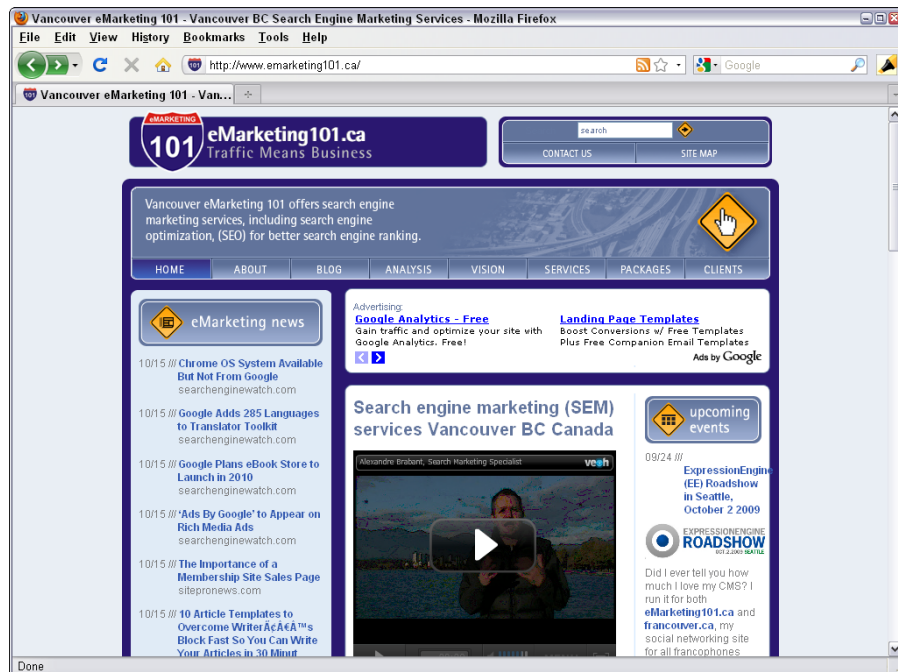 Vancouver eMarketing 101 - Vancouver BC Search Engine Marketing Services - Mozilla Firefox
File Edit View History Bookmarks Tools Help
http://www.emarketing101.ca/
Google
Vancouver eMarketing 101 - Van...
eMARKETING
101
eMarketing101.ca
Traffic Means Business
search
CONTACT US
SITE MAP
Vancouver eMarketing 101 offers search engine
marketing services, including search engine
optimization, (SEO) for better search engine ranking.
HOME ABOUT BLOG ANALYSIS VISION SERVICES PACKAGES CLIENTS
eMarketing news
10/15 /// Chrome OS System Available
But Not From Google
searchenginewatch.com
10/15 /// Google Adds 285 Languages
to Translator Toolkit
searchenginewatch.com
10/15 /// Google Plans eBook Store to
Launch in 2010
searchenginewatch.com
10/15 /// 'Ads By Google' to Appear on
Rich Media Ads
searchenginewatch.com
10/15 /// The Importance of a
Membership Site Sales Page
sitepronews.com
10/15 /// 10 Article Templates to
Overcome WriterÃ¢Â€Â™s
Block Fast So You Can Write
Your Articles in 30 Minut
Advertising:
Google Analytics - Free
Gain traffic and optimize your site with
Google Analytics. Free!
Landing Page Templates
Boost Conversions w/ Free Templates
Plus Free Companion Email Templates
Ads by Google
Search engine marketing (SEM)
services Vancouver BC Canada
Alexandre Brabant, Search Marketing Specialist
veoh
upcoming
events
09/24 ///
ExpressionEngine
(EE) Roadshow
in Seattle,
October 2 2009
EXPRESSIONENGINE
ROADSHOW
OCT.2.2009 SEATTLE
Did I ever tell you how
much I love my CMS? I
run it for both
eMarketing101.ca and
francouver.ca, my
social networking site
for all francophones
Done